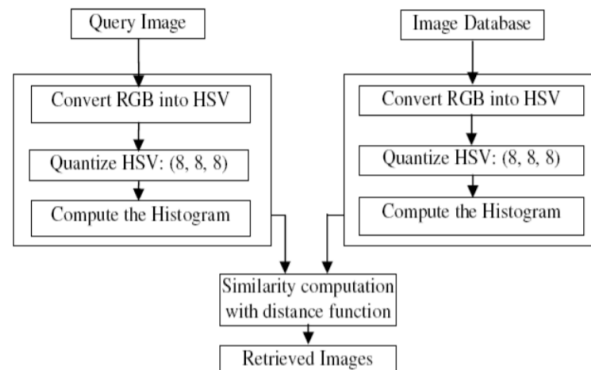 Query Image
Image Database
Convert RGB into HSV
Quantize HSV: (8, 8, 8)
Compute the Histogram
Convert RGB into HSV
Quantize HSV: (8, 8, 8)
Compute the Histogram
Similarity computation
with distance function
Retrieved Images